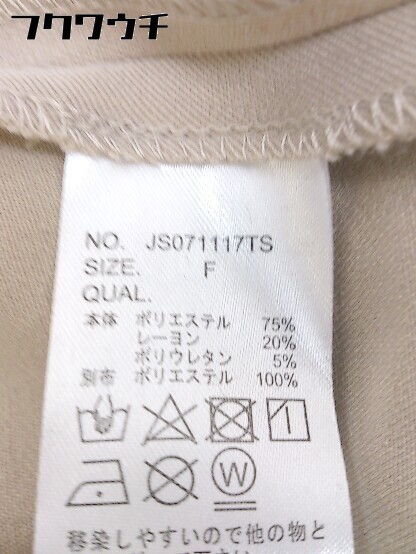 フクワウチ
NO. JS071117TS
SIZE. F
QUAL.
本体 ポリエステル 75%
レーヨン 20%
ポリウレタン 5%
別布 ポリエステル 100%
W
移染しやすいので他の物と